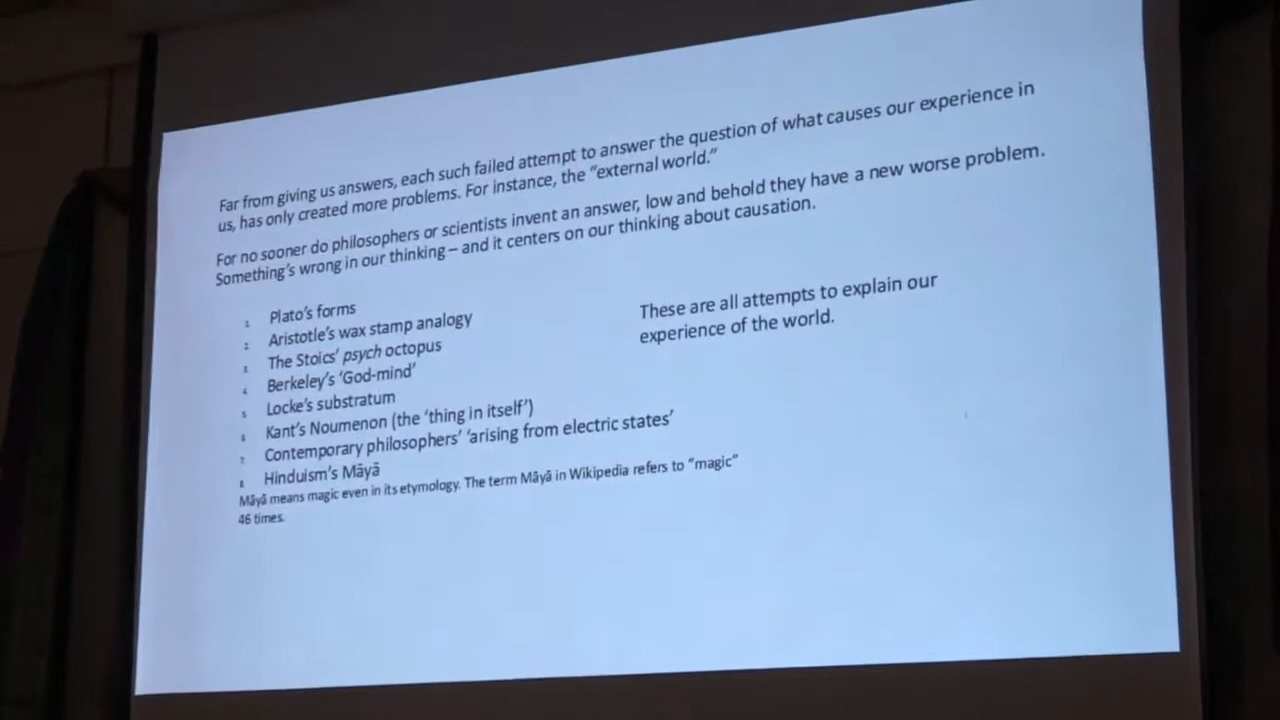 Far from giving us answers, each such failed attempt to answer the question of what causes our experience in
us, has only created more problems. For instance, the “external world.”
For no sooner do philosophers or scientists invent an answer, low and behold they have a new worse problem.
Something’s wrong in our thinking – and it centers on our thinking about causation.
1. Plato’s forms
2. Aristotle’s wax stamp analogy
3. The Stoics’ psych octopus
4. Berkeley’s ‘God-mind’
5. Locke’s substratum
6. Kant’s Noumenon (the ‘thing in itself’)
7. Contemporary philosophers’ ‘arising from electric states’
8. Hinduism’s Māyā
Māyā means magic even in its etymology. The term Māyā in Wikipedia refers to “magic”
46 times.
These are all attempts to explain our
experience of the world.